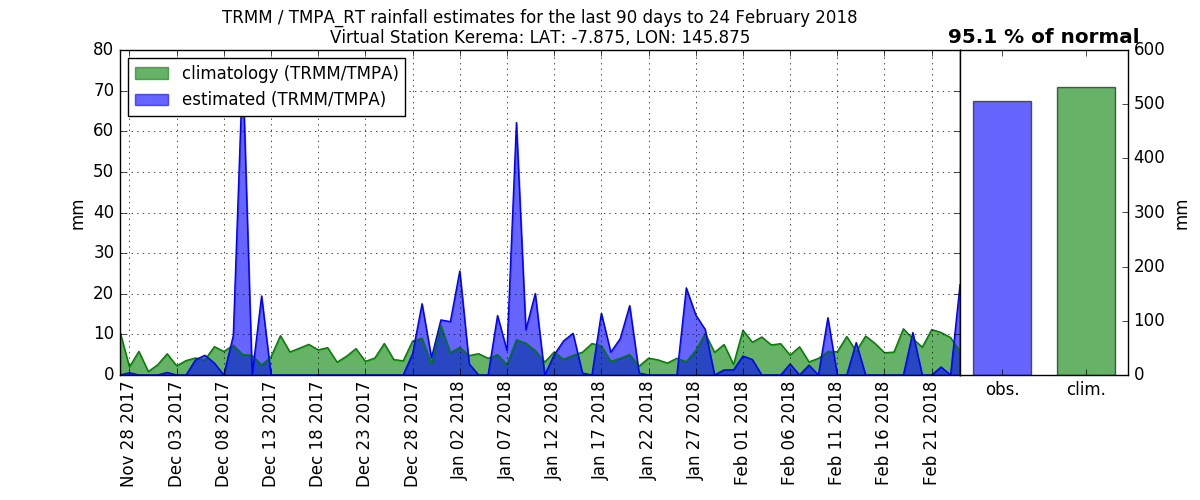 TRMM / TMPA_RT rainfall estimates for the last 90 days to 24 February 2018
Virtual Station Kerema: LAT: -7.875, LON: 145.875
95.1 % of normal
climatology (TRMM/TMPA)
estimated (TRMM/TMPA)
80
70
60
50
40
30
20
10
0
mm
600
500
400
300
200
100
0
mm
Nov 28 2017
Dec 03 2017
Dec 08 2017
Dec 13 2017
Dec 18 2017
Dec 23 2017
Dec 28 2017
Jan 02 2018
Jan 07 2018
Jan 12 2018
Jan 17 2018
Jan 22 2018
Jan 27 2018
Feb 01 2018
Feb 06 2018
Feb 11 2018
Feb 16 2018
Feb 21 2018
obs.
clim.